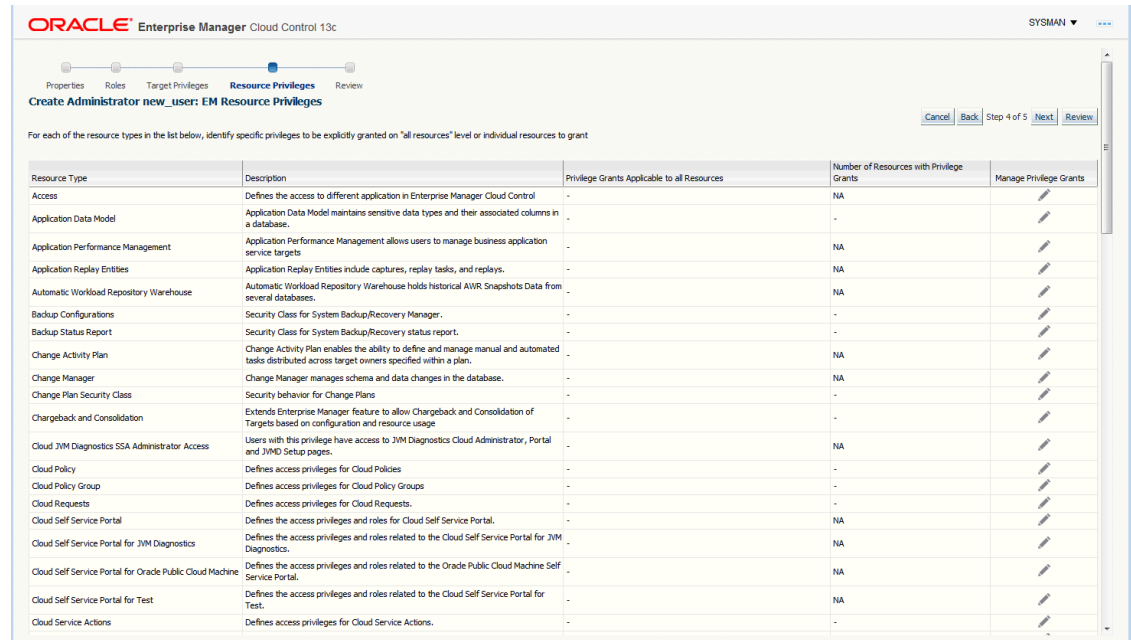 ORACLE® Enterprise Manager Cloud Control 13c
SYSMAN ▼
Properties Roles Target Privileges Resource Privileges Review
Create Administrator new_user: EM Resource Privileges
Cancel Back Step 4 of 5 Next Review
For each of the resource types in the list below, identify specific privileges to be explicitly granted on "all resources" level or individual resources to grant
Number of Resources with Privilege
Resource Type Description Privilege Grants Applicable to all Resources Grants Manage Privilege Grants
Access Defines the access to different application in Enterprise Manager Cloud Control - NA
Application Data Model maintains sensitive data types and their associated columns in
Application Data Model - -
a database.
Application Performance Management allows users to manage business application
Application Performance Management - NA
service targets
Application Replay Entities Application Replay Entities include captures, replay tasks, and replays. - NA
Automatic Workload Repository Warehouse holds historical AWR Snapshots Data from
Automatic Workload Repository Warehouse - NA
several databases.
Backup Configurations Security Class for System Backup/Recovery Manager. - -
Backup Status Report Security Class for System Backup/Recovery status report. - -
Change Activity Plan enables the ability to define and manage manual and automated
Change Activity Plan - NA
tasks distributed across target owners specified within a plan.
Change Manager Change Manager manages schema and data changes in the database. - NA
Change Plan Security Class Security behavior for Change Plans - -
Extends Enterprise Manager feature to allow Chargeback and Consolidation of
Chargeback and Consolidation - -
Targets based on configuration and resource usage
Users with this privilege have access to JVM Diagnostics Cloud Administrator, Portal
Cloud JVM Diagnostics SSA Administrator Access - NA
and JVMD Setup pages.
Cloud Policy Defines access privileges for Cloud Policies - -
Cloud Policy Group Defines access privileges for Cloud Policy Groups - -
Cloud Requests Defines access privileges for Cloud Requests. - -
Cloud Self Service Portal Defines the access privileges and roles for Cloud Self Service Portal. - NA
Defines the access privileges and roles related to the Cloud Self Service Portal for JVM
Cloud Self Service Portal for JVM Diagnostics - NA
Diagnostics.
Defines the access privileges and roles related to the Oracle Public Cloud Machine Self
Cloud Self Service Portal for Oracle Public Cloud Machine - NA
Service Portal.
Defines the access privileges and roles related to the Cloud Self Service Portal for
Cloud Self Service Portal for Test - NA
Test.
Cloud Service Actions Defines access privileges for Cloud Service Actions. - -